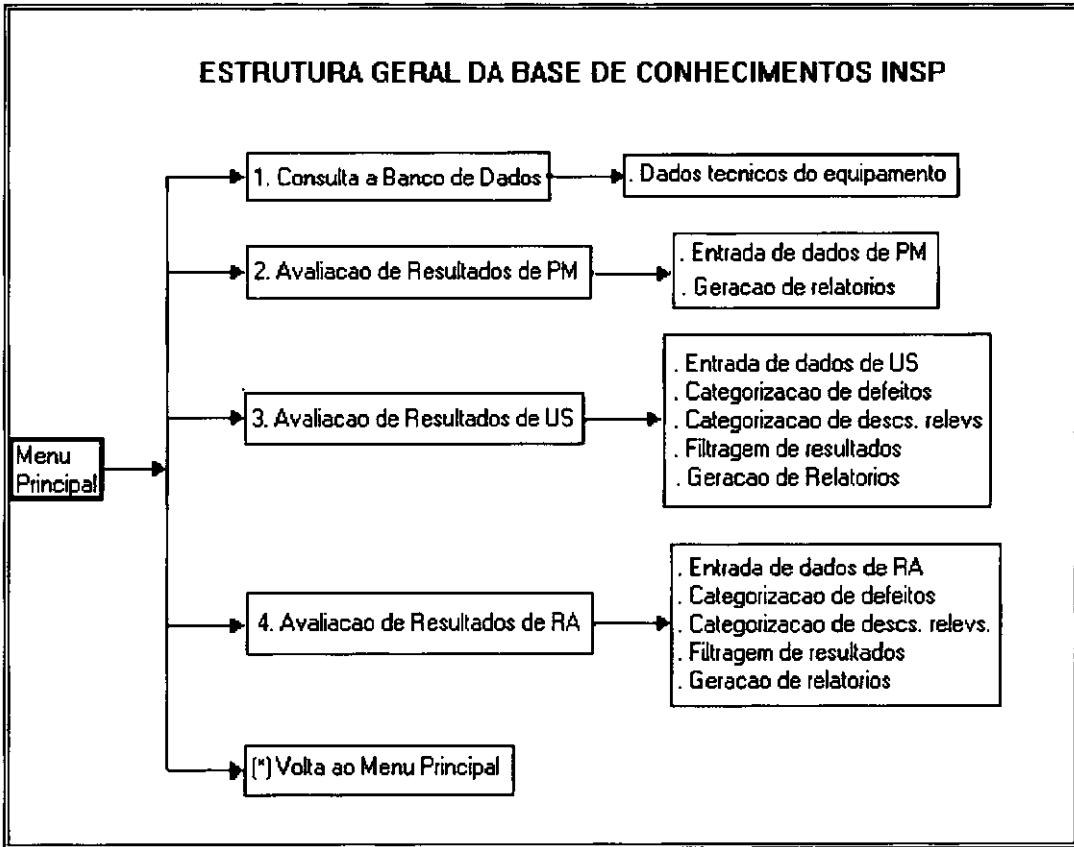 ESTRUTURA GERAL DA BASE DE CONHECIMENTOS INSP
1. Consulta a Banco de Dados
. Dados tecnicos do equipamento
2. Avaliacao de Resultados de PM
. Entrada de dados de PM
. Geracao de relatorios
3. Avaliacao de Resultados de US
. Entrada de dados de US
. Categorizacao de defeitos
. Categorizacao de descs. relevs
. Filtragem de resultados
. Geracao de Relatorios
Menu
Principal
4. Avaliacao de Resultados de RA
. Entrada de dados de RA
. Categorizacao de defeitos
. Categorizacao de descs. relevs.
. Filtragem de resultados
. Geracao de relatorios
(*) Volta ao Menu Principal